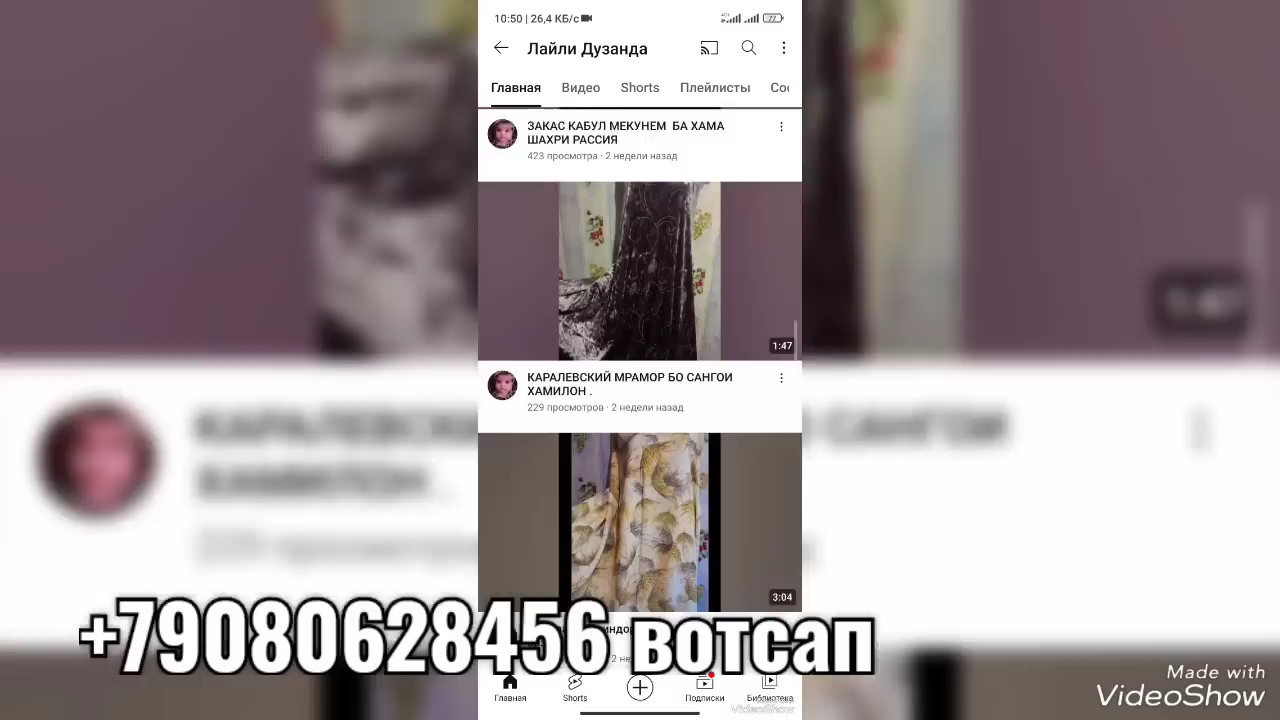 10:50 | 26,4 КБ/с
77
Лайли Дузанда
Главная Видео Shorts Плейлисты
ЗАКАС КАБУЛ МЕКУНЕМ БА ХАМА
ШАХРИ РАССИЯ
423 просмотра · 2 недели назад
1:47
КАРАЛЕВСКИЙ МРАМОР БО САНГОИ
ХАМИЛОН .
229 просмотров · 2 недели назад
3:04
+79080628456 вотсап
Главная Shorts Подписки Библиотека
Made with
VideoShow